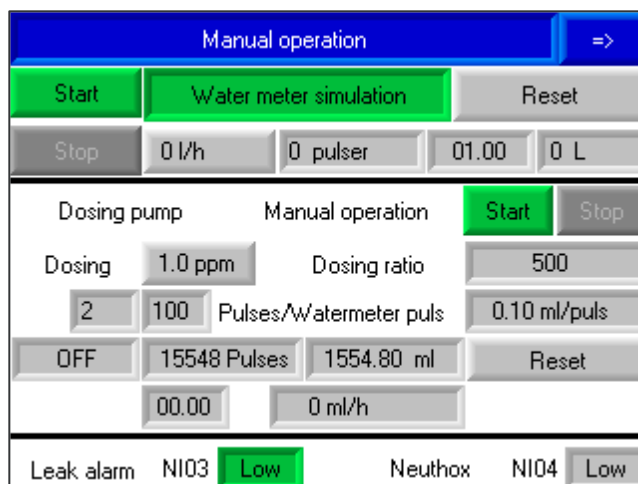 Manual operation =>
Start Water meter simulation Reset
Stop 0 l/h 0 pulser 01.00 0 L
Dosing pump Manual operation Start Stop
Dosing 1.0 ppm Dosing ratio 500
2 100 Pulses/Watermeter puls 0.10 ml/puls
OFF 15548 Pulses 1554.80 ml Reset
00.00 0 ml/h
Leak alarm NI03 Low Neuthox NI04 Low